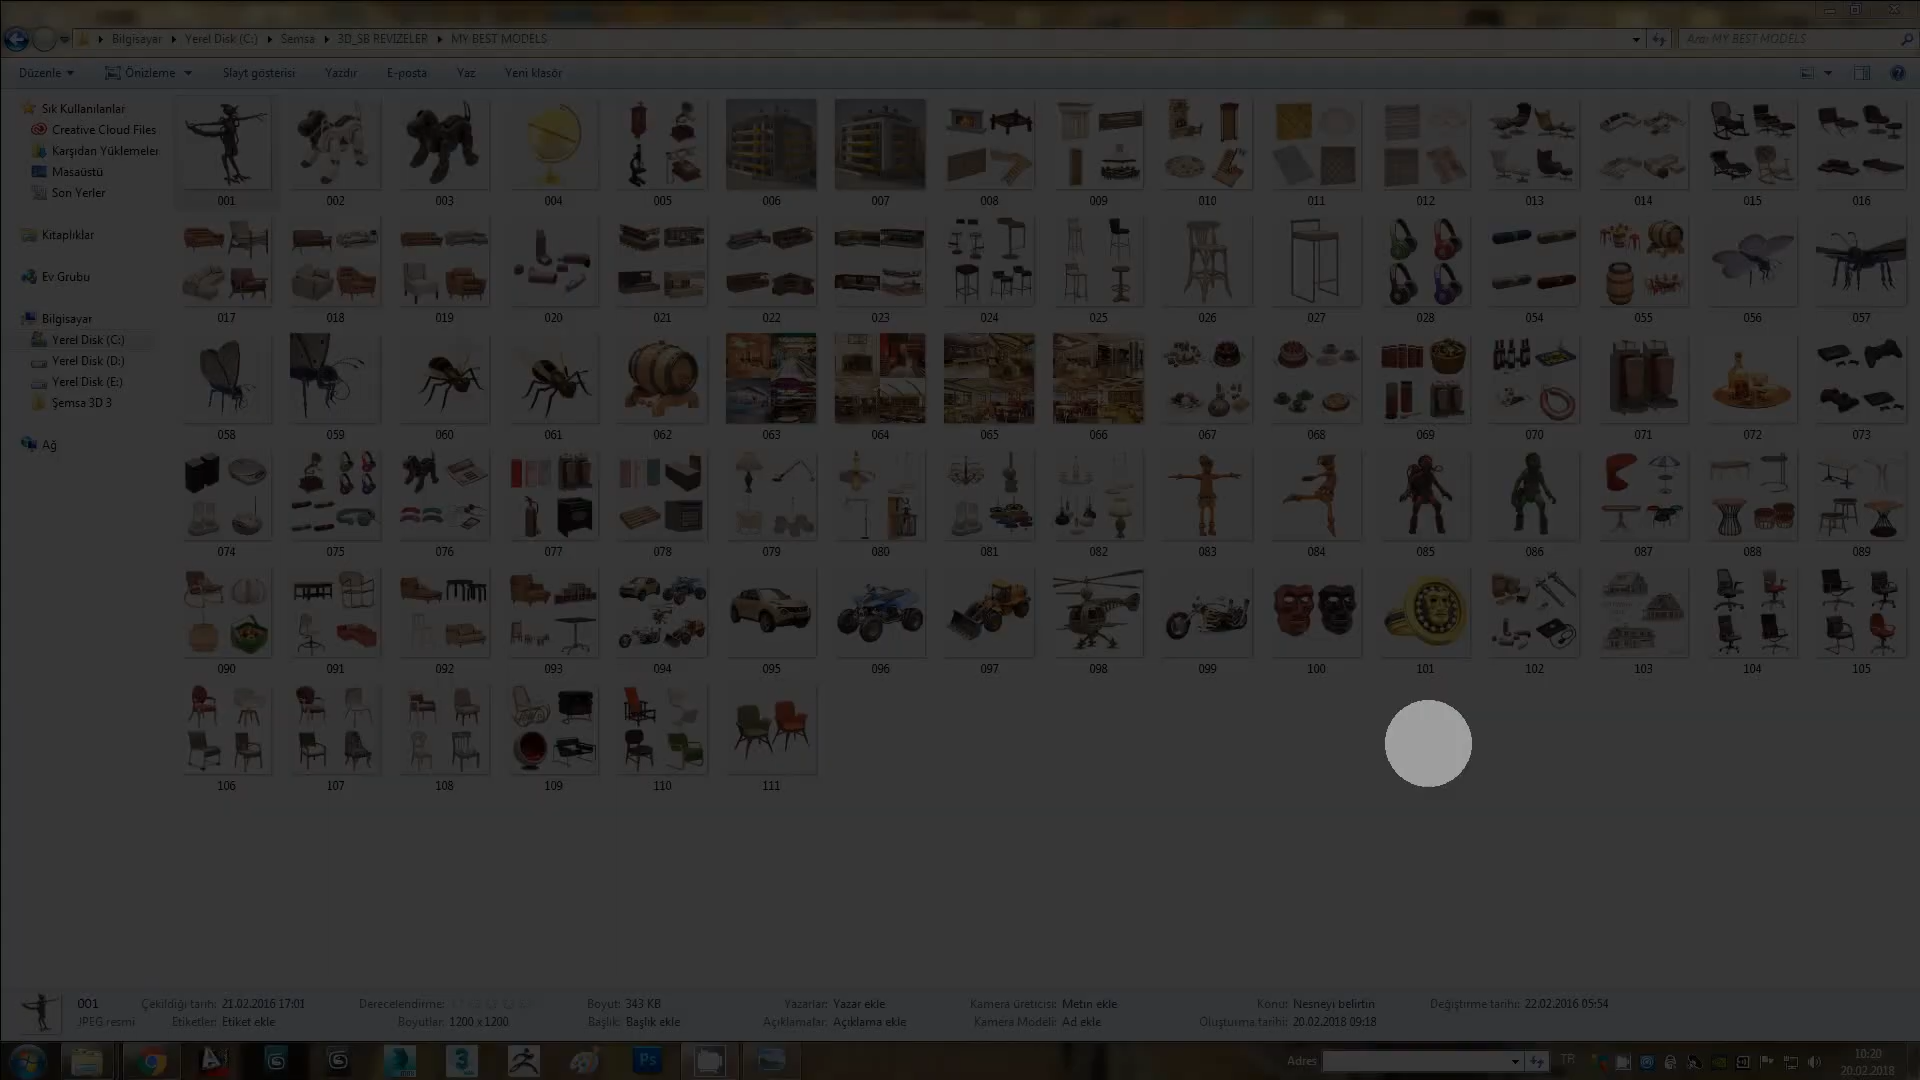 Bilgisayar ▸ Yerel Disk (C:) ▸ Semsa ▸ 3D_SB REVIZELER ▸ MY BEST MODELS
Ara: MY BEST MODELS
Düzenle Önizleme Slayt gösterisi Yazdır E-posta Yaz Yeni klasör
Sık Kullanılanlar
Creative Cloud Files
Karşıdan Yüklemeler
Masaüstü
Son Yerler
Kitaplıklar
Ev Grubu
Bilgisayar
Yerel Disk (C:)
Yerel Disk (D:)
Yerel Disk (E:)
Şemsa 3D 3
Ağ
001 002 003 004 005 006 007 008 009 010 011 012 013 014 015 016
017 018 019 020 021 022 023 024 025 026 027 028 054 055 056 057
058 059 060 061 062 063 064 065 066 067 068 069 070 071 072 073
074 075 076 077 078 079 080 081 082 083 084 085 086 087 088 089
090 091 092 093 094 095 096 097 098 099 100 101 102 103 104 105
106 107 108 109 110 111
001 Çekildiği tarih: 21.02.2016 17:01 Derecelendirme: Boyut: 343 KB Yazarlar: Yazar ekle Kamera üreticisi: Metin ekle Konu: Nesneyi belirtin Değiştirme tarihi: 22.02.2016 05:54
JPEG resmi Etiketler: Etiket ekle Boyutlar: 1200 x 1200 Başlık: Başlık ekle Açıklamalar: Açıklama ekle Kamera Modeli: Ad ekle Oluşturma tarihi: 20.02.2018 09:18
Ps Adres TR 10:20
20.02.2018